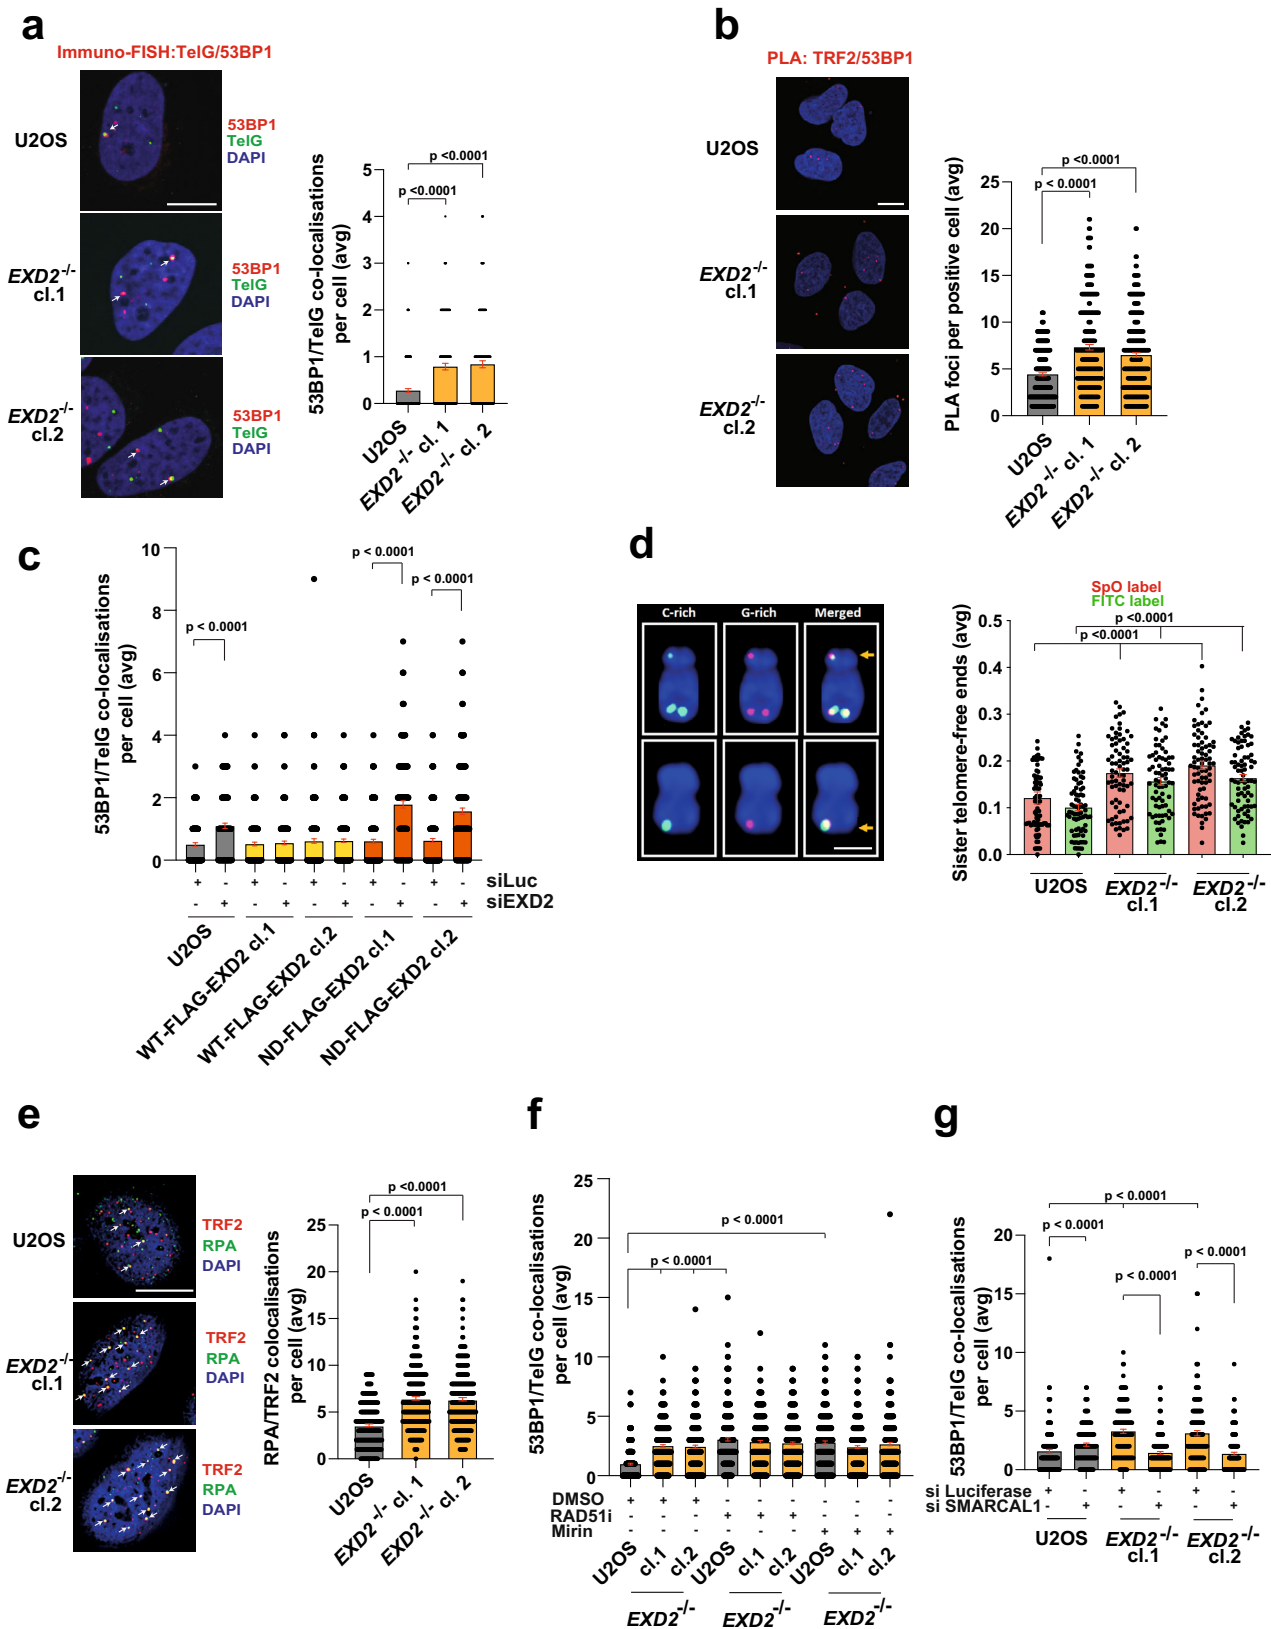 a
Immuno-FISH:TelG/53BP1
U2OS
53BP1
TelG
DAPI
EXD2-/-
cl.1
53BP1
TelG
DAPI
EXD2-/-
cl.2
53BP1
TelG
DAPI
53BP1/TelG co-localisations
per cell (avg)
p <0.0001
p <0.0001
5
4
3
2
1
0
U2OS
EXD2 -/- cl. 1
EXD2 -/- cl. 2
b
PLA: TRF2/53BP1
U2OS
EXD2-/-
cl.1
EXD2-/-
cl.2
PLA foci per positive cell (avg)
p <0.0001
p < 0.0001
25
20
15
10
5
0
U2OS
EXD2 -/- cl. 1
EXD2 -/- cl. 2
c
53BP1/TelG co-localisations
per cell (avg)
10
8
6
4
2
0
p < 0.0001
p < 0.0001
p < 0.0001
+ - + - + - + - + - siLuc
- + - + - + - + - + siEXD2
U2OS
WT-FLAG-EXD2 cl.1
WT-FLAG-EXD2 cl.2
ND-FLAG-EXD2 cl.1
ND-FLAG-EXD2 cl.2
d
C-rich G-rich Merged
SpO label
FITC label
p <0.0001
p <0.0001
Sister telomere-free ends (avg)
0.5
0.4
0.3
0.2
0.1
0.0
U2OS
EXD2-/-
cl.1
EXD2-/-
cl.2
e
U2OS
TRF2
RPA
DAPI
EXD2-/-
cl.1
TRF2
RPA
DAPI
EXD2-/-
cl.2
TRF2
RPA
DAPI
RPA/TRF2 colocalisations
per cell (avg)
p <0.0001
p <0.0001
25
20
15
10
5
0
U2OS
EXD2 -/- cl. 1
EXD2 -/- cl. 2
f
53BP1/TelG co-localisations
per cell (avg)
25
20
15
10
5
0
p < 0.0001
p < 0.0001
DMSO + + + - - - - - -
RAD51i - - - + + + - - -
Mirin - - - - - - + + +
U2OS cl.1 cl.2 U2OS cl.1 cl.2 U2OS cl.1 cl.2
EXD2-/- EXD2-/- EXD2-/-
g
53BP1/TelG co-localisations
per cell (avg)
20
15
10
5
0
p < 0.0001
p < 0.0001
p < 0.0001
p < 0.0001
si Luciferase + - + - + -
si SMARCAL1 - + - + - +
U2OS
EXD2-/-
cl.1
EXD2-/-
cl.2